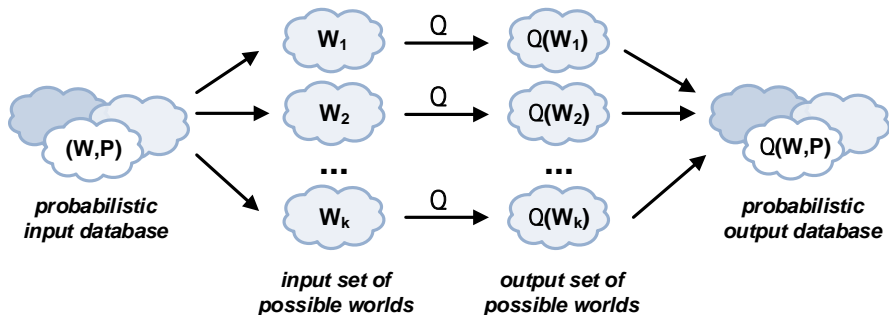 W1 Q Q(W1)
W2 Q Q(W2)
(W,P) Q(W,P)
... ...
Wk Q Q(Wk)
probabilistic
input database
probabilistic
output database
input set of
possible worlds
output set of
possible worlds